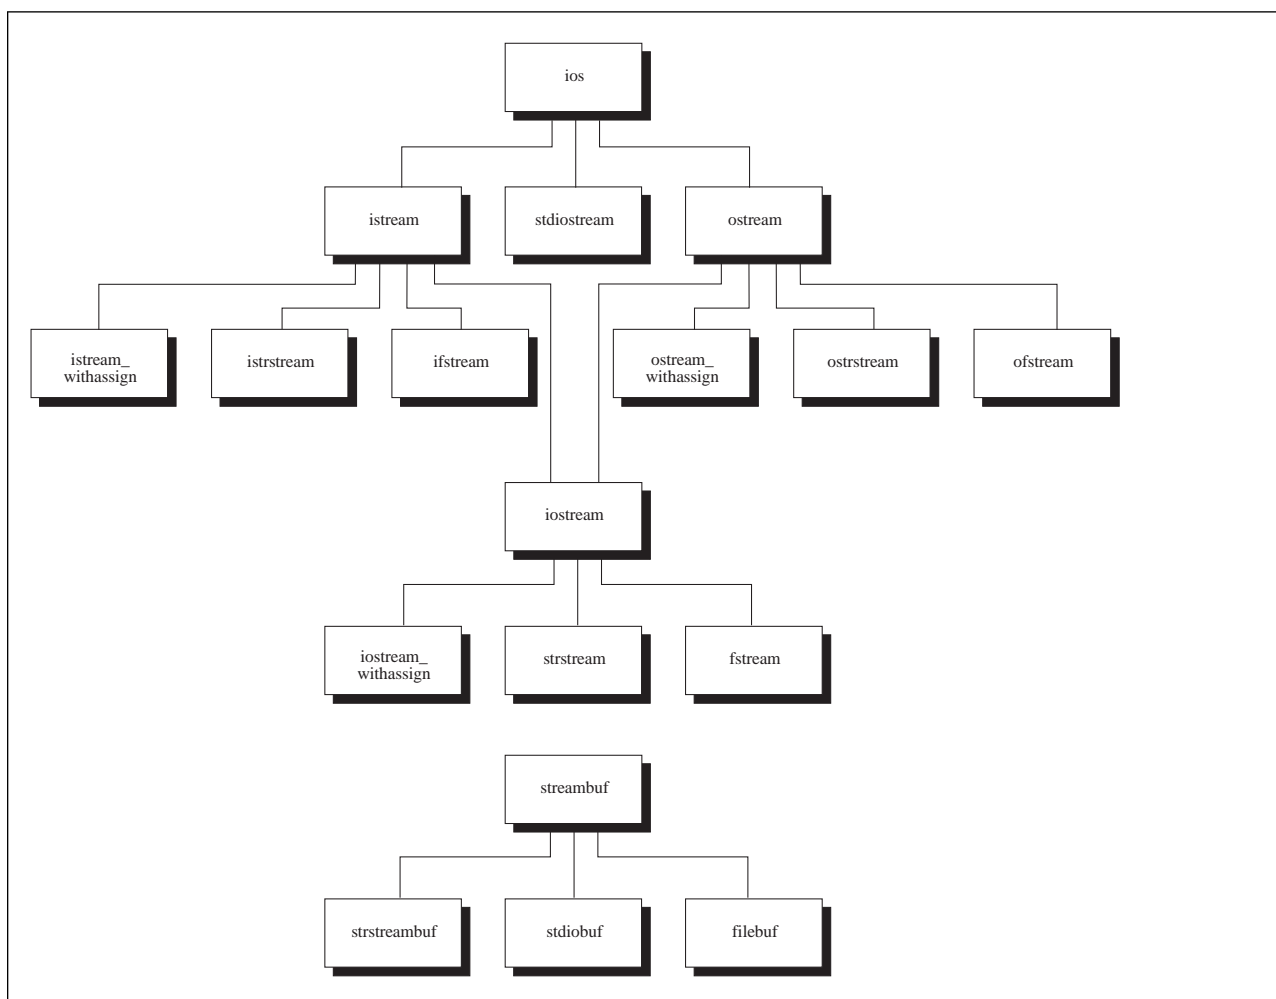 ios
istream
stdiostream
ostream
istream_
withassign
istrstream
ifstream
ostream_
withassign
ostrstream
ofstream
iostream
iostream_
withassign
strstream
fstream
streambuf
strstreambuf
stdiobuf
filebuf